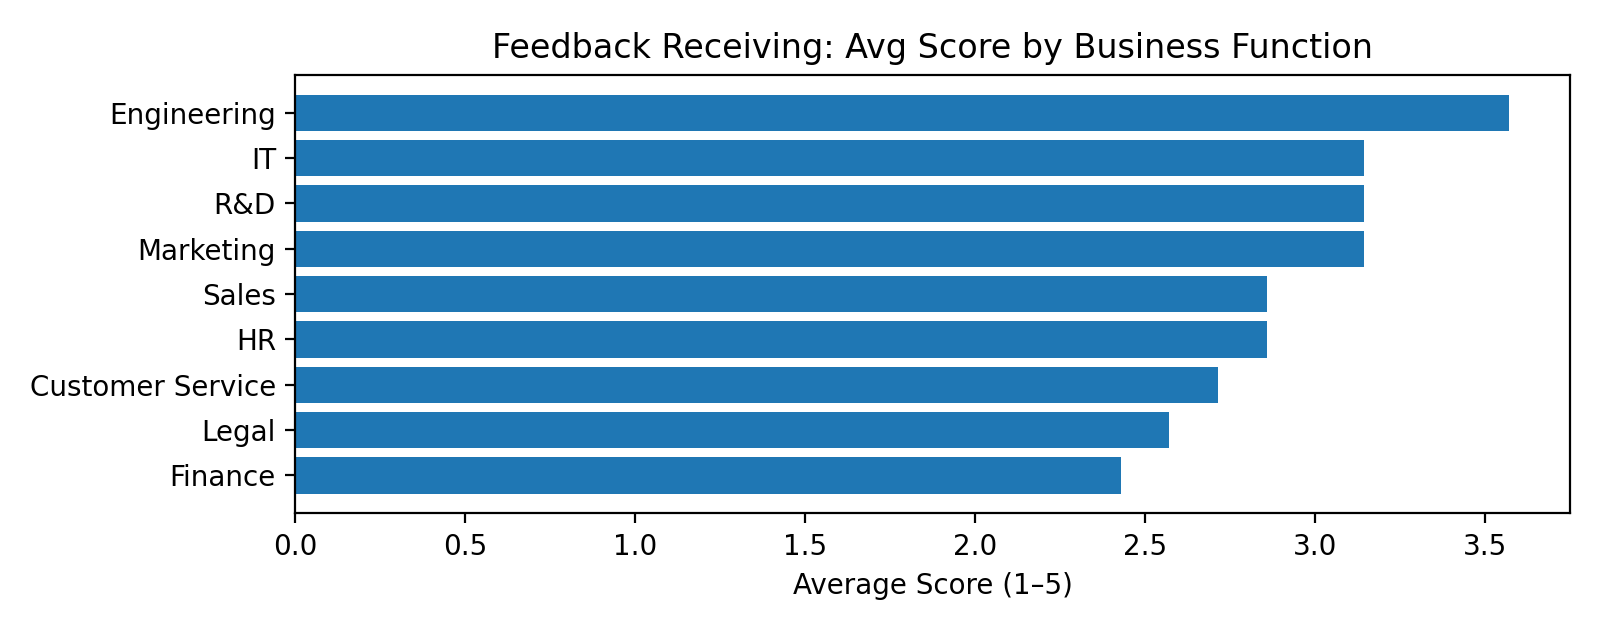 Feedback Receiving: Avg Score by Business Function
Engineering
IT
R&D
Marketing
Sales
HR
Customer Service
Legal
Finance
0.0 0.5 1.0 1.5 2.0 2.5 3.0 3.5
Average Score (1–5)